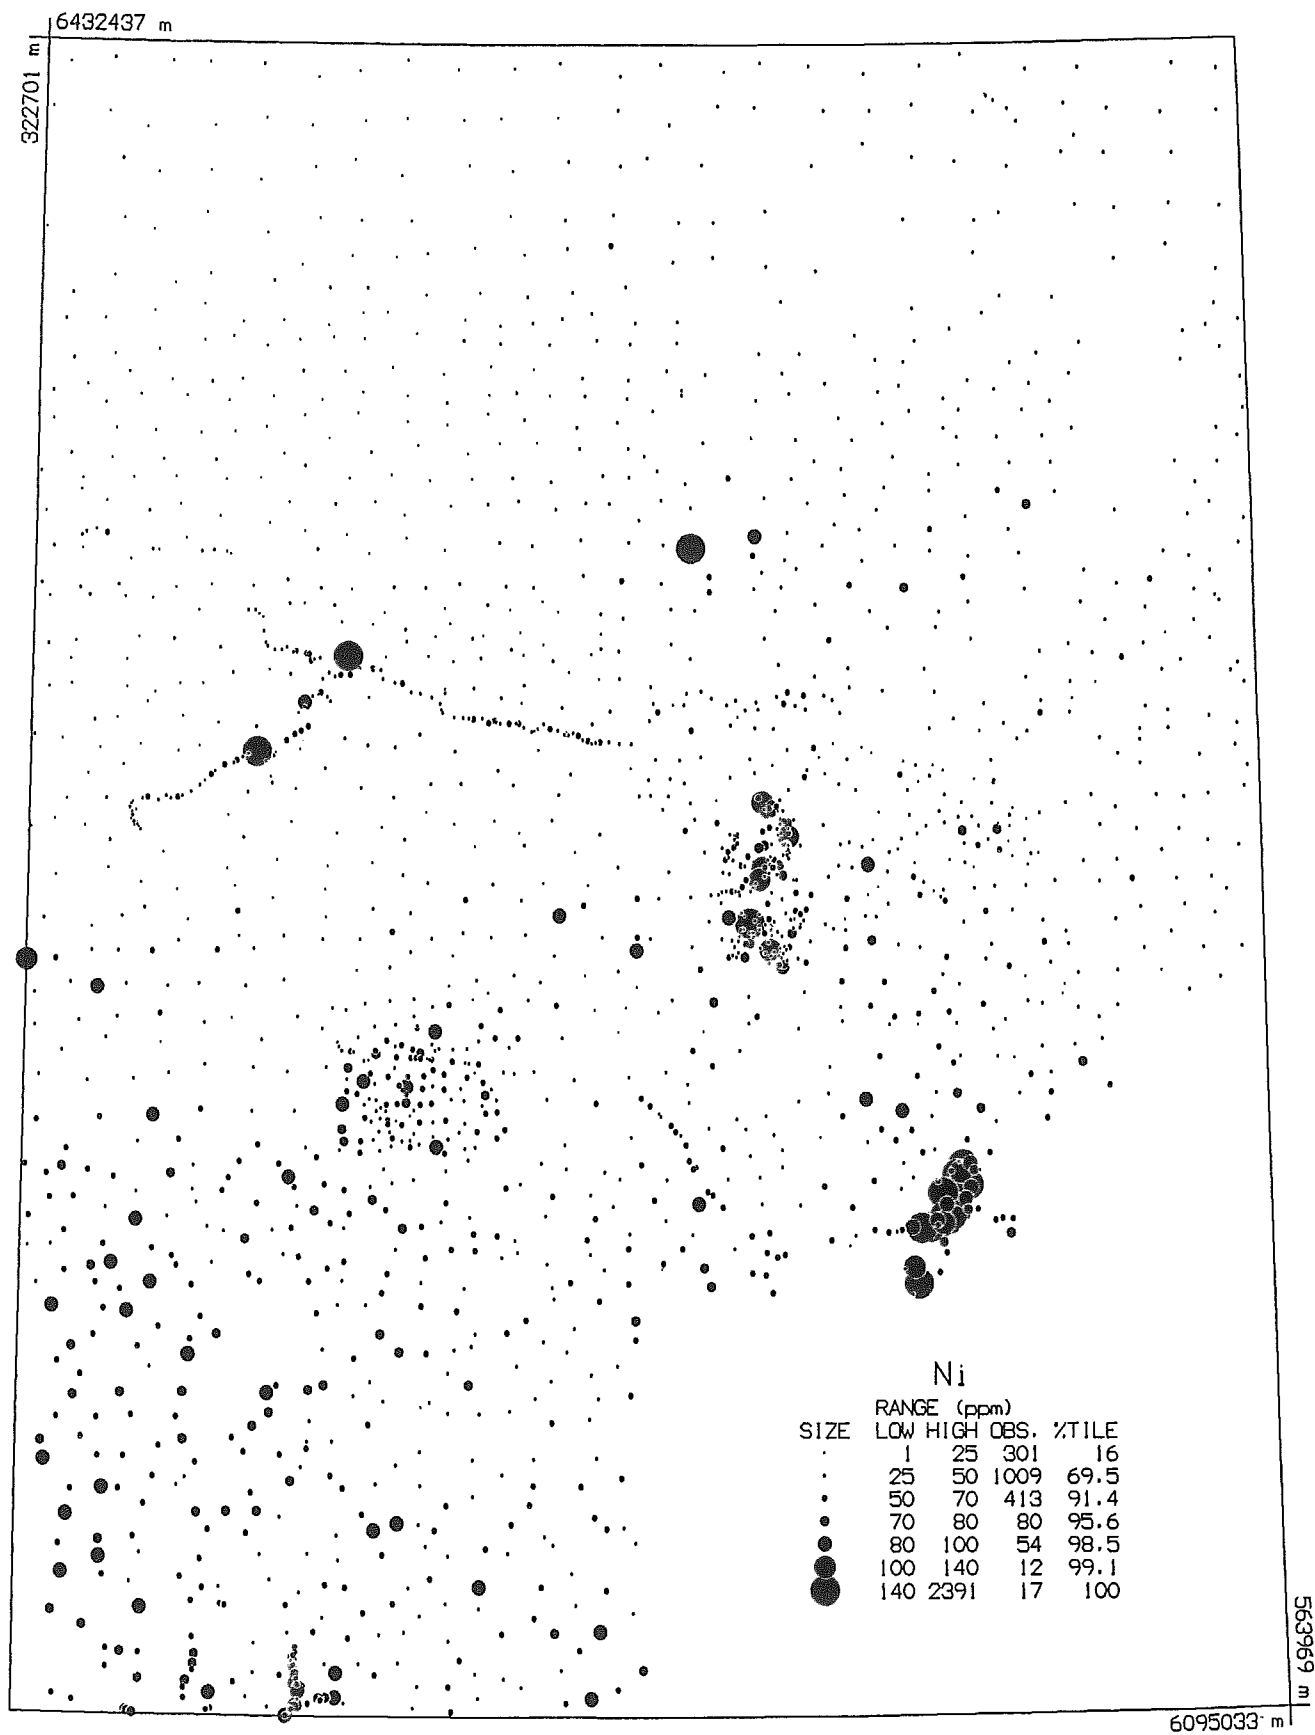 6432437 m
322701 m
Ni
RANGE (ppm)
SIZE LOW HIGH OBS. %TILE
1 25 301 16
25 50 1009 69.5
50 70 413 91.4
70 80 80 95.6
80 100 54 98.5
100 140 12 99.1
140 2391 17 100
563969 m
6095033 m